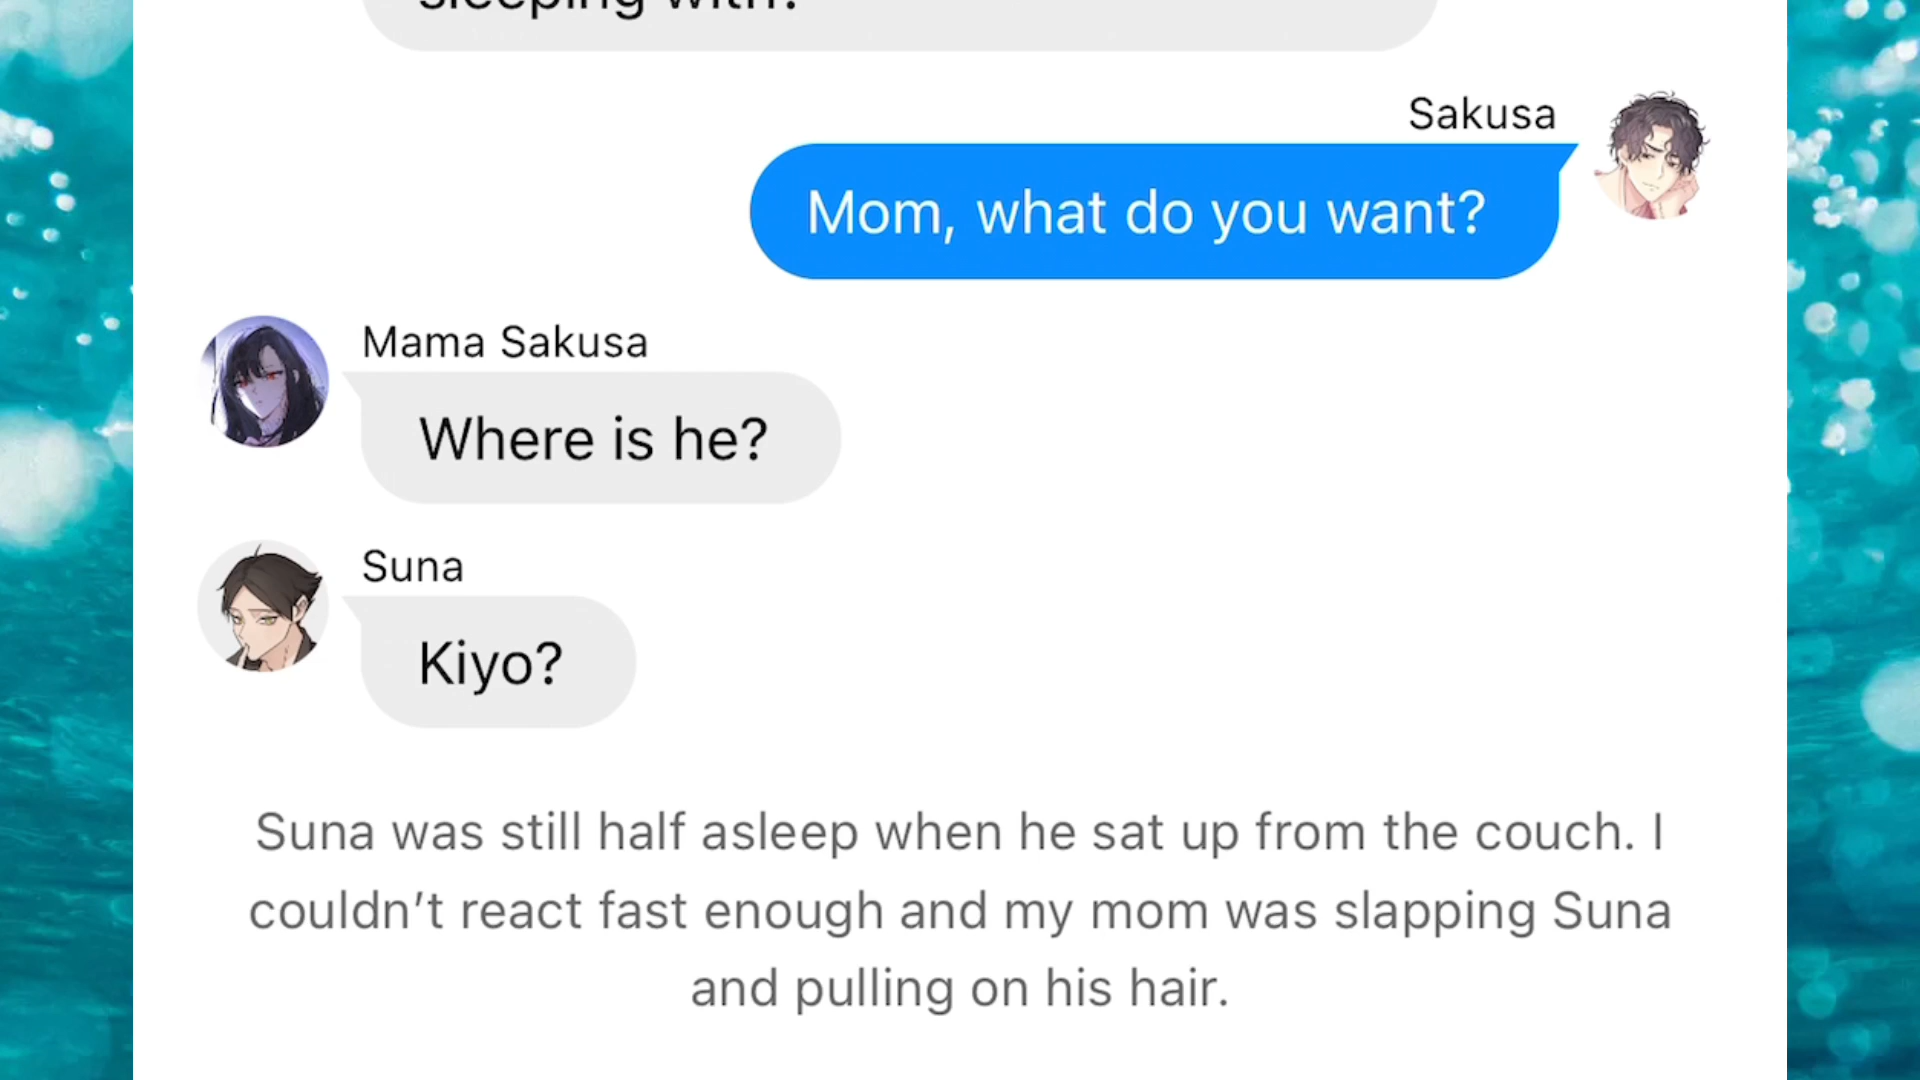 sleeping with?
Sakusa
Mom, what do you want?
Mama Sakusa
Where is he?
Suna
Kiyo?
Suna was still half asleep when he sat up from the couch. I
couldn’t react fast enough and my mom was slapping Suna
and pulling on his hair.